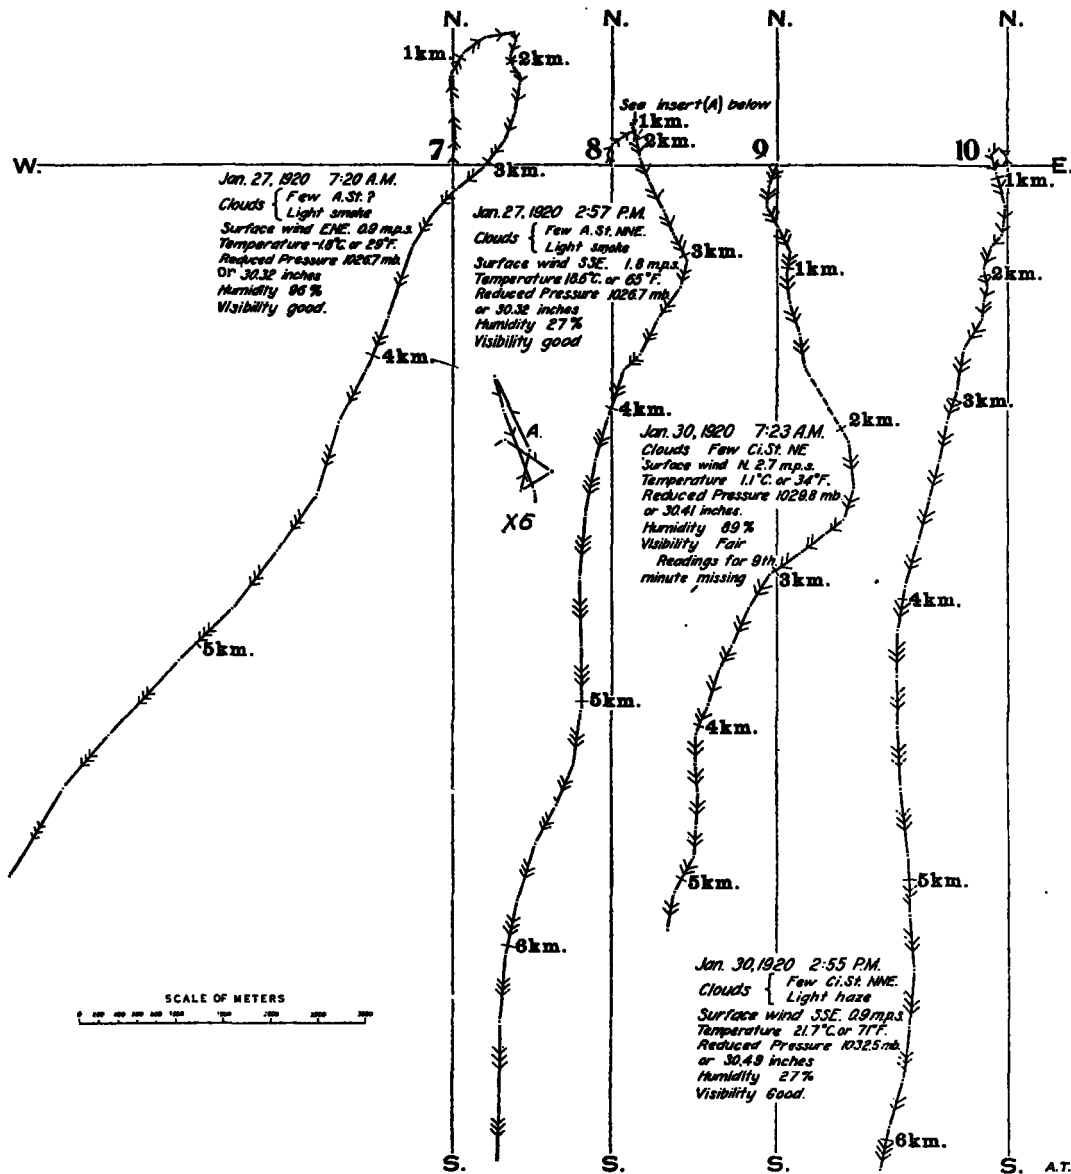 N. N. N. N.
1km. 2km.
See insert (A) below
1km.
2km.
7 8 9 10
W. E.
3km.
1km.
Jan. 27, 1920 7:20 A.M.
Clouds { Few A.St.?
Light smoke
Surface wind ENE. 0.9 m.p.s.
Temperature -1.8°C. or 29°F.
Reduced Pressure 1026.7 mb.
or 30.32 inches
Humidity 96 %
Visibility good.
4km.
5km.
Jan. 27, 1920 2:57 P.M.
Clouds { Few A.St. NNE.
Light smoke
Surface wind SSE. 1.8 m.p.s.
Temperature 18.6°C. or 65°F.
Reduced Pressure 1026.7 mb.
or 30.32 inches
Humidity 27 %
Visibility good
3km.
4km.
A.
X6
5km.
6km.
1km.
2km.
Jan. 30, 1920 7:23 A.M.
Clouds Few Ci.St. NE
Surface wind N. 2.7 m.p.s.
Temperature 1.1°C. or 34°F.
Reduced Pressure 1029.8 mb
or 30.41 inches.
Humidity 89 %
Visibility Fair
Readings for 9th
minute missing
3km.
4km.
5km.
2km.
3km.
4km.
5km.
Jan. 30, 1920 2:55 P.M.
Clouds { Few Ci.St. NNE.
Light haze
Surface wind SSE. 0.9 m.p.s.
Temperature 21.7°C. or 71°F.
Reduced Pressure 1032.5 mb.
or 30.49 inches
Humidity 27%
Visibility Good.
6km.
SCALE OF METERS
S. S. S. S.
A.T.